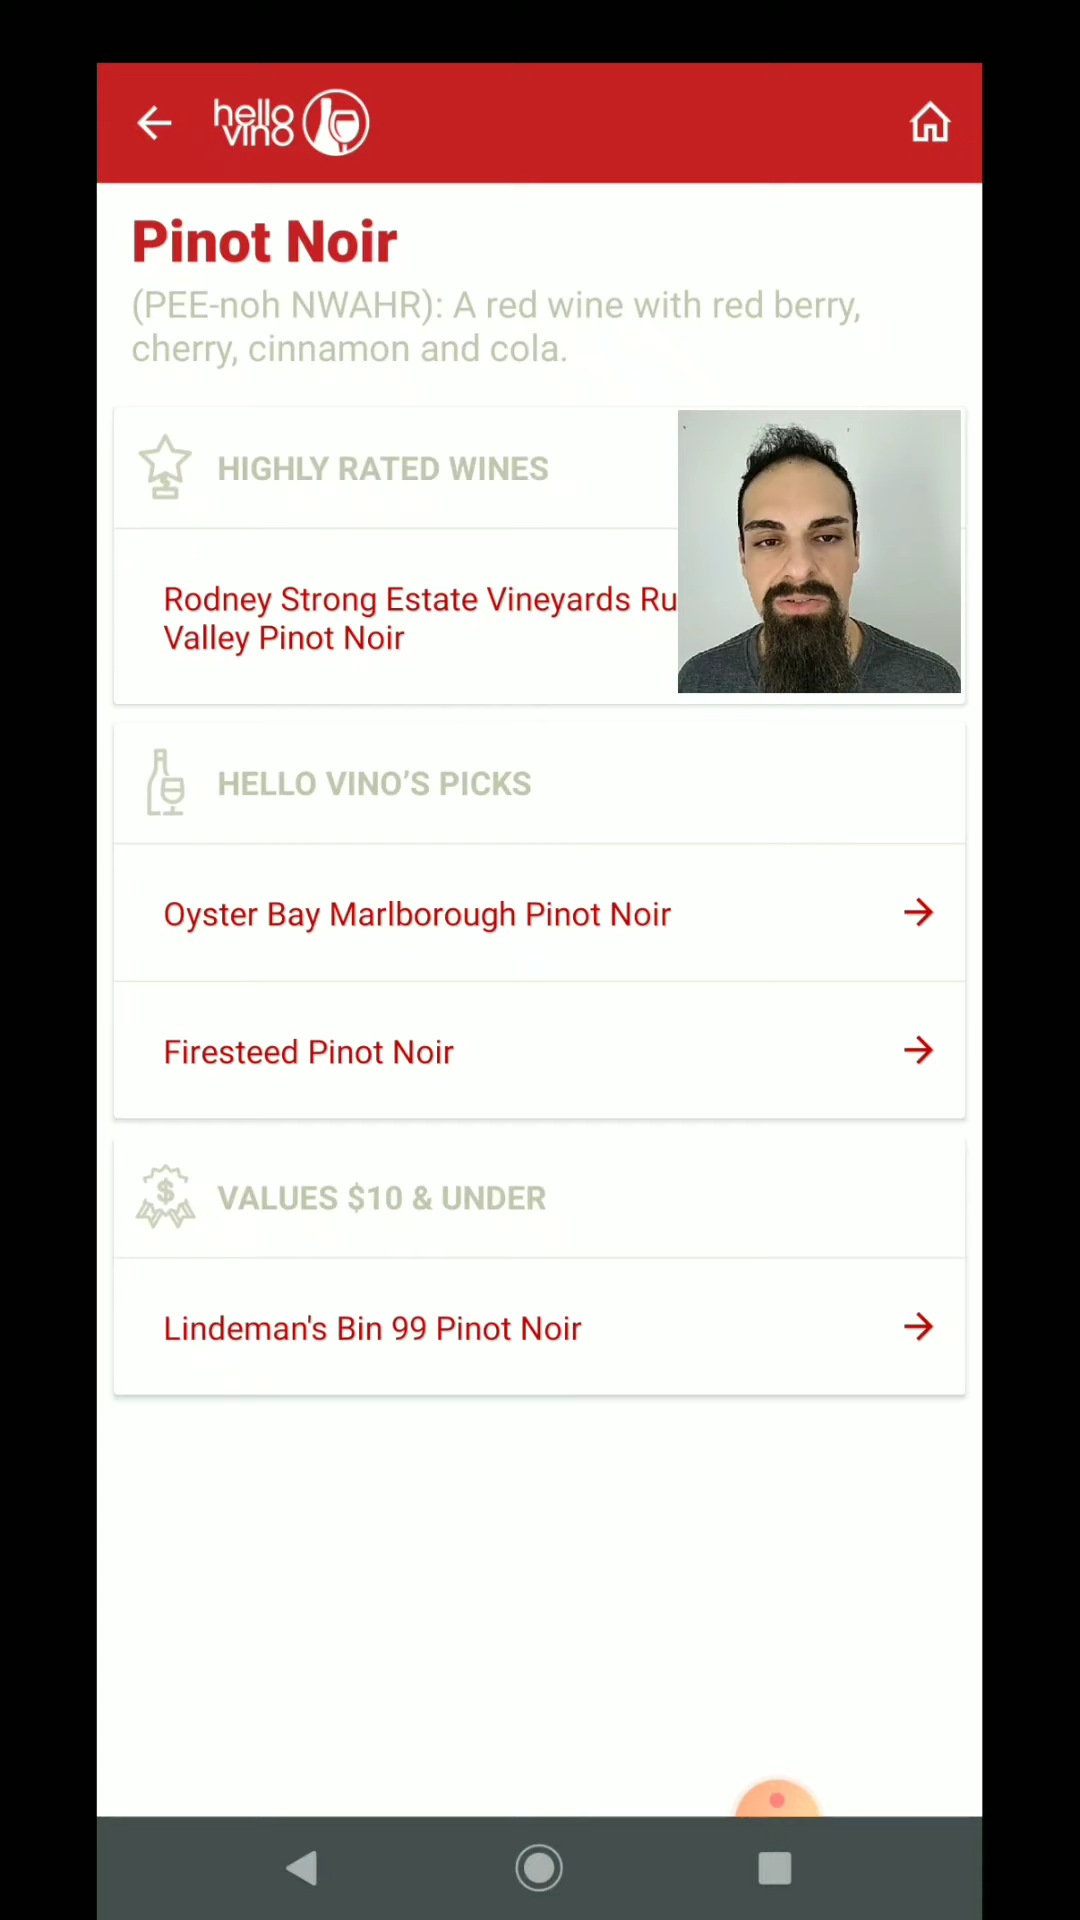 hello
vino
Pinot Noir
(PEE-noh NWAHR): A red wine with red berry,
cherry, cinnamon and cola.
HIGHLY RATED WINES
Rodney Strong Estate Vineyards
Valley Pinot Noir
HELLO VINO’S PICKS
Oyster Bay Marlborough Pinot Noir
Firesteed Pinot Noir
$
VALUES $10 & UNDER
Lindeman's Bin 99 Pinot Noir